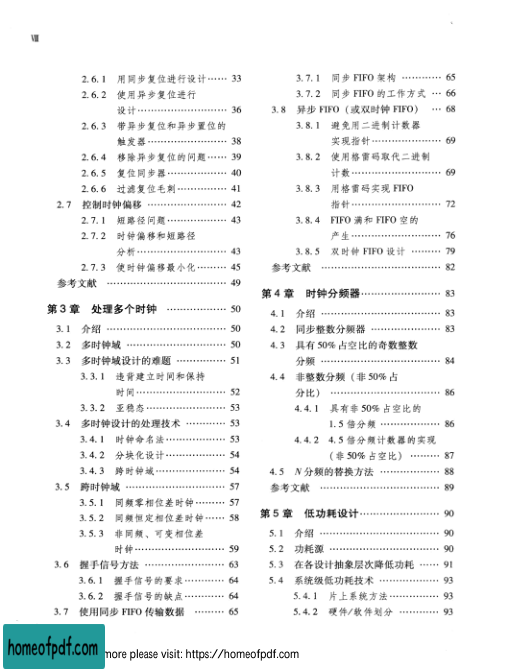 Ⅷ
2.6.1 用同步复位进行设计…… 33
2.6.2 使用异步复位进行
设计………………………… 36
2.6.3 带异步复位和异步置位的
触发器……………………… 38
2.6.4 移除异步复位的问题…… 39
2.6.5 复位同步器……………… 40
2.6.6 过滤复位毛刺…………… 41
2.7 控制时钟偏移 ……………………… 42
2.7.1 短路径问题……………… 43
2.7.2 时钟偏移和短路径
分析………………………… 43
2.7.3 使时钟偏移最小化……… 45
参考文献 ………………………………… 49
第3章 处理多个时钟 ……………… 50
3.1 介绍 ………………………………… 50
3.2 多时钟域 …………………………… 50
3.3 多时钟域设计的难题 …………… 51
3.3.1 违背建立时间和保持
时间………………………… 52
3.3.2 亚稳态…………………… 53
3.4 多时钟设计的处理技术 ………… 53
3.4.1 时钟命名法……………… 53
3.4.2 分块化设计……………… 54
3.4.3 跨时钟域………………… 54
3.5 跨时钟域 …………………………… 57
3.5.1 同频零相位差时钟……… 57
3.5.2 同频恒定相位差时钟…… 58
3.5.3 非同频、可变相位差
时钟………………………… 59
3.6 握手信号方法 ……………………… 63
3.6.1 握手信号的要求………… 64
3.6.2 握手信号的缺点………… 64
3.7 使用同步 FIFO 传输数据 ……… 65
3.7.1 同步 FIFO 架构 ………… 65
3.7.2 同步 FIFO 的工作方式 … 66
3.8 异步 FIFO(或双时钟 FIFO) … 68
3.8.1 避免用二进制计数器
实现指针…………………… 69
3.8.2 使用格雷码取代二进制
计数………………………… 69
3.8.3 用格雷码实现 FIFO
指针………………………… 72
3.8.4 FIFO 满和 FIFO 空的
产生………………………… 76
3.8.5 双时钟 FIFO 设计 ……… 79
参考文献 ………………………………… 82
第4章 时钟分频器…………………… 83
4.1 介绍 ………………………………… 83
4.2 同步整数分频器 ………………… 83
4.3 具有 50% 占空比的奇数整数
分频 ………………………………… 84
4.4 非整数分频(非 50% 占
分比) ……………………………… 86
4.4.1 具有非 50% 占空比的
1.5 倍分频 ……………… 86
4.4.2 4.5 倍分频计数器的实现
(非 50% 占空比) ……… 87
4.5 N 分频的替换方法 ……………… 88
参考文献 ………………………………… 89
第5章 低功耗设计…………………… 90
5.1 介绍 ………………………………… 90
5.2 功耗源 ……………………………… 90
5.3 在各设计抽象层次降低功耗 …… 91
5.4 系统级低功耗技术 ……………… 93
5.4.1 片上系统方法…………… 93
5.4.2 硬件/软件划分 ………… 93
homeofpdf.com
more please visit: https://homeofpdf.com